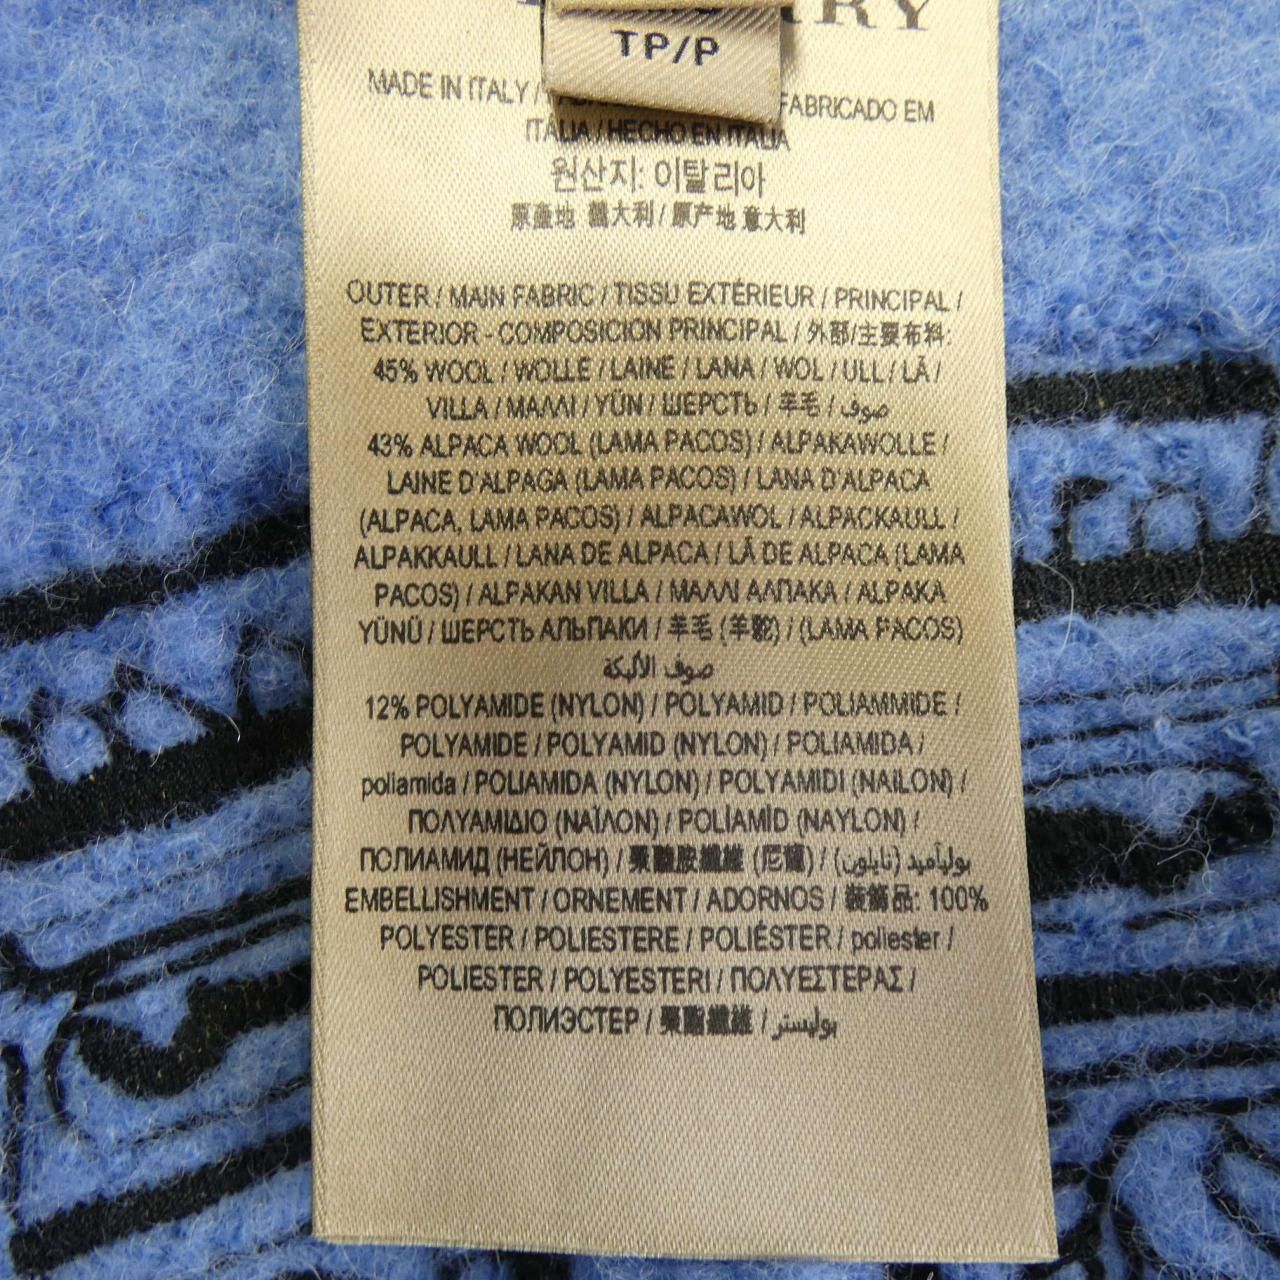 TP/P
MADE IN ITALY / FABRICADO EM
ITALIA / HECHO EN ITALIA
원산지: 이탈리아
原產地 義大利 / 原产地 意大利
OUTER / MAIN FABRIC / TISSU EXTÉRIEUR / PRINCIPAL /
EXTERIOR - COMPOSICION PRINCIPAL / 外部/主要布料:
45% WOOL / WOLLE / LAINE / LANA / WOL / ULL / LÃ /
VILLA / ΜΑΛΛΙ / YÜN / ШЕРСТЬ / 羊毛 / صوف
43% ALPACA WOOL (LAMA PACOS) / ALPAKAWOLLE /
LAINE D'ALPAGA (LAMA PACOS) / LANA D'ALPACA
(ALPACA, LAMA PACOS) / ALPACAWOL / ALPACKAULL /
ALPAKKAULL / LANA DE ALPACA / LÃ DE ALPACA (LAMA
PACOS) / ALPAKAN VILLA / ΜΑΛΛΙ ΑΛΠΑΚΑ / ALPAKA
YÜNÜ / ШЕРСТЬ АЛЬПАКИ / 羊毛 (羊駝) / (LAMA PACOS)
صوف الألبكة
12% POLYAMIDE (NYLON) / POLYAMID / POLIAMMIDE /
POLYAMIDE / POLYAMID (NYLON) / POLIAMIDA /
poliamida / POLIAMIDA (NYLON) / POLYAMIDI (NAILON) /
ΠΟΛΥΑΜΙΔΙΟ (ΝΑΪΛΟΝ) / POLİAMİD (NAYLON) /
ПОЛИАМИД (НЕЙЛОН) / 聚酰胺纖維 (尼龍) / بوليآميد (نايلون)
EMBELLISHMENT / ORNEMENT / ADORNOS / 裝飾品: 100%
POLYESTER / POLIESTERE / POLIÉSTER / poliester /
POLIESTER / POLYESTERI / ΠΟΛΥΕΣΤΕΡΑΣ /
ПОЛИЭСТЕР / 聚酯纖維 / بوليستر